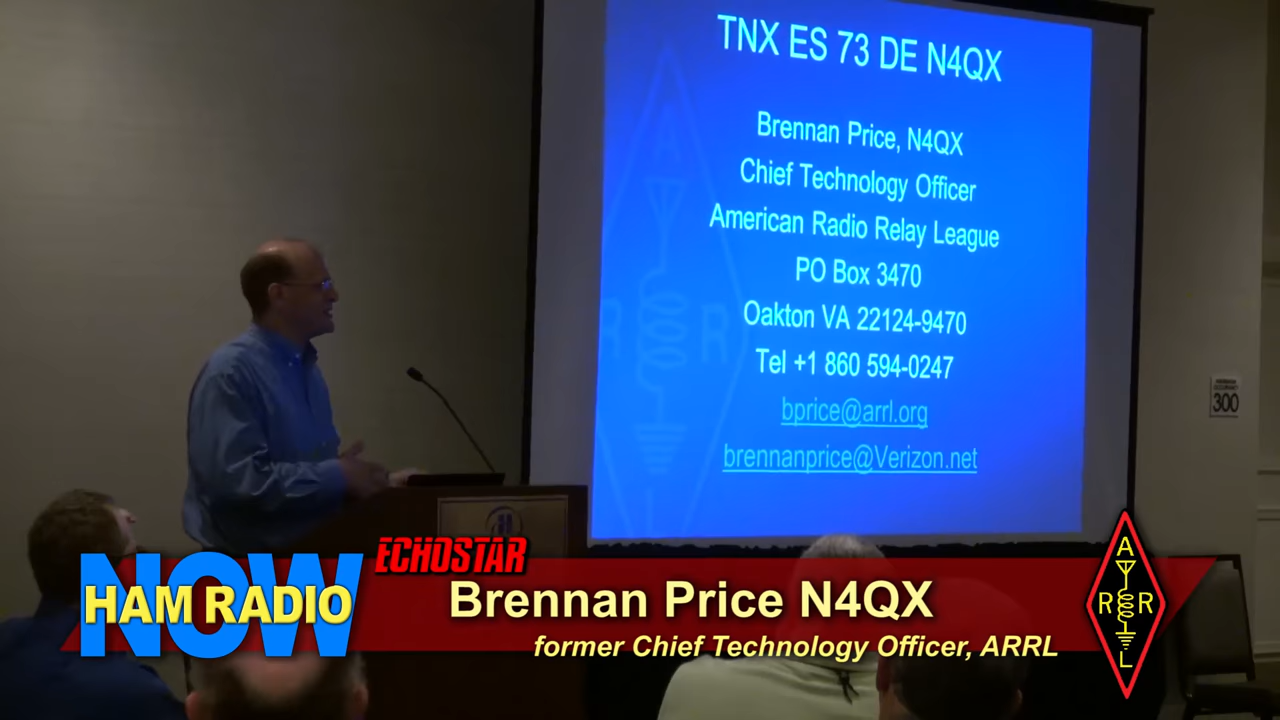 TNX ES 73 DE N4QX
Brennan Price, N4QX
Chief Technology Officer
American Radio Relay League
PO Box 3470
Oakton VA 22124-9470
Tel +1 860 594-0247
bprice@arrl.org
brennanprice@Verizon.net
A
R R
L
300
ECHOSTAR
NOW
HAM RADIO
Brennan Price N4QX
former Chief Technology Officer, ARRL
A
R R
L